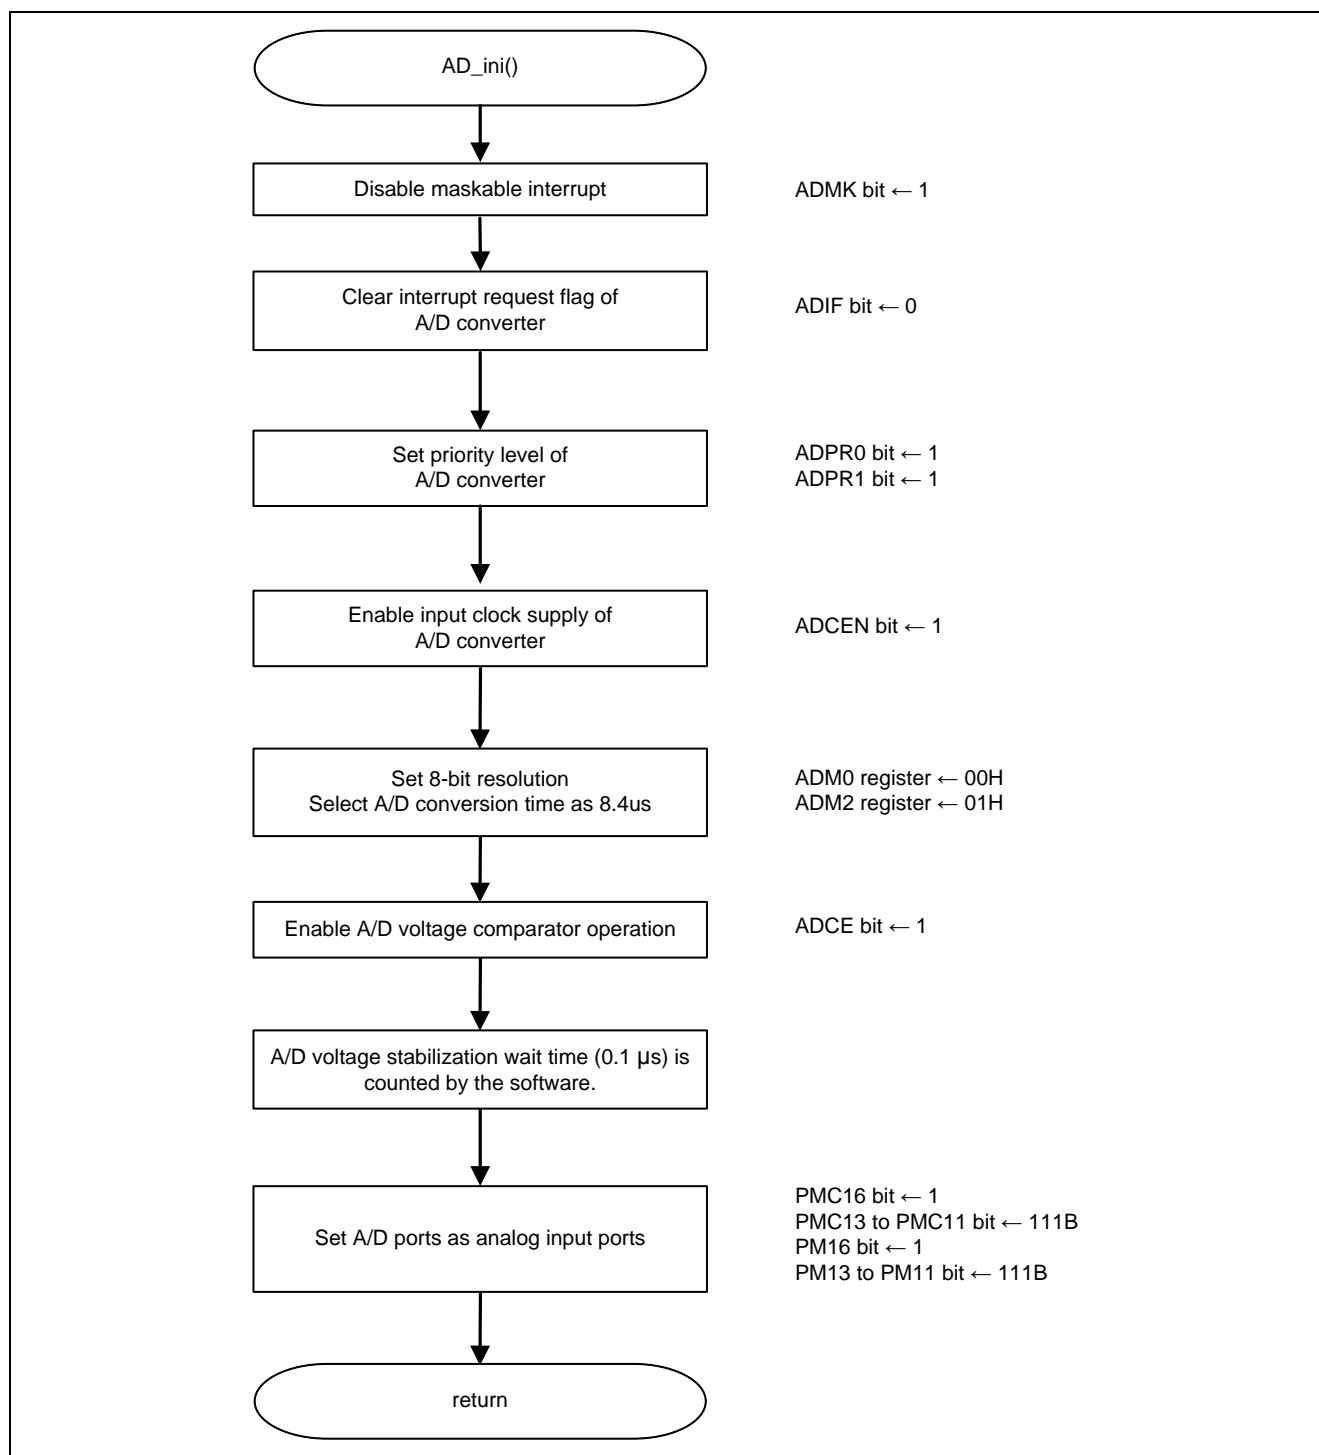 AD_ini()
Disable maskable interrupt
ADMK bit ← 1
Clear interrupt request flag of
A/D converter
ADIF bit ← 0
Set priority level of
A/D converter
ADPR0 bit ← 1
ADPR1 bit ← 1
Enable input clock supply of
A/D converter
ADCEN bit ← 1
Set 8-bit resolution
Select A/D conversion time as 8.4us
ADM0 register ← 00H
ADM2 register ← 01H
Enable A/D voltage comparator operation
ADCE bit ← 1
A/D voltage stabilization wait time (0.1 µs) is
counted by the software.
Set A/D ports as analog input ports
PMC16 bit ← 1
PMC13 to PMC11 bit ← 111B
PM16 bit ← 1
PM13 to PM11 bit ← 111B
return